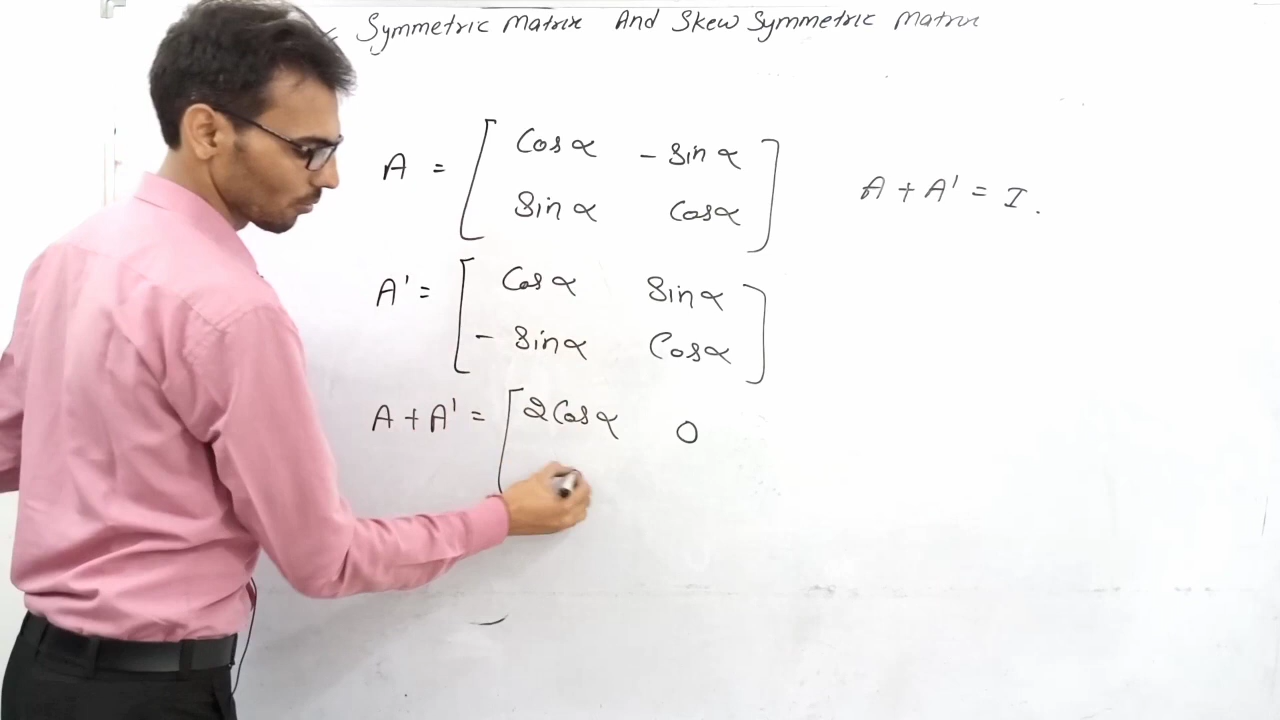 Symmetric Matrix And Skew Symmetric Matrix
A = [ Cos α - Sin α
Sin α Cos α ]
A + A' = I.
A' = [ Cos α Sin α
- Sin α Cos α ]
A + A' = [ 2 Cos α 0